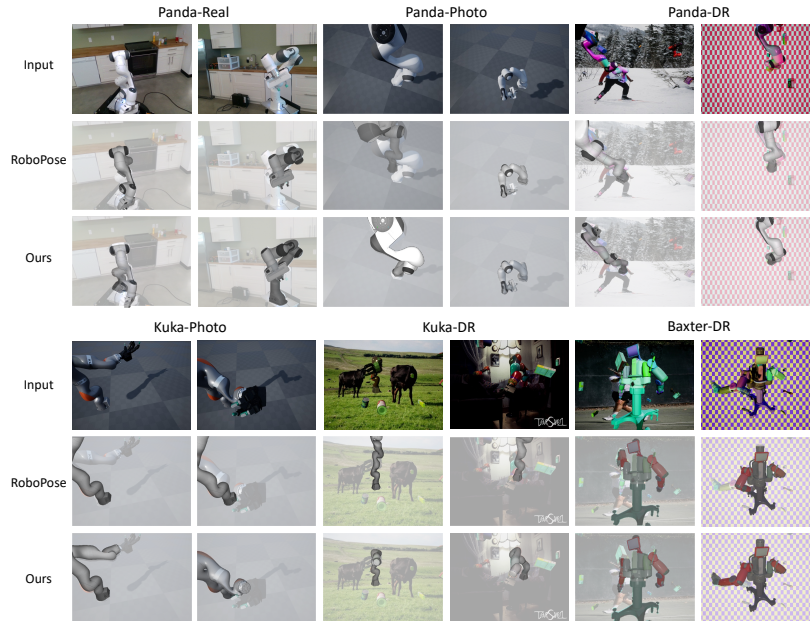 Panda-Real Panda-Photo Panda-DR
Input
RoboPose
Ours
Kuka-Photo Kuka-DR Baxter-DR
Input
RoboPose
Ours